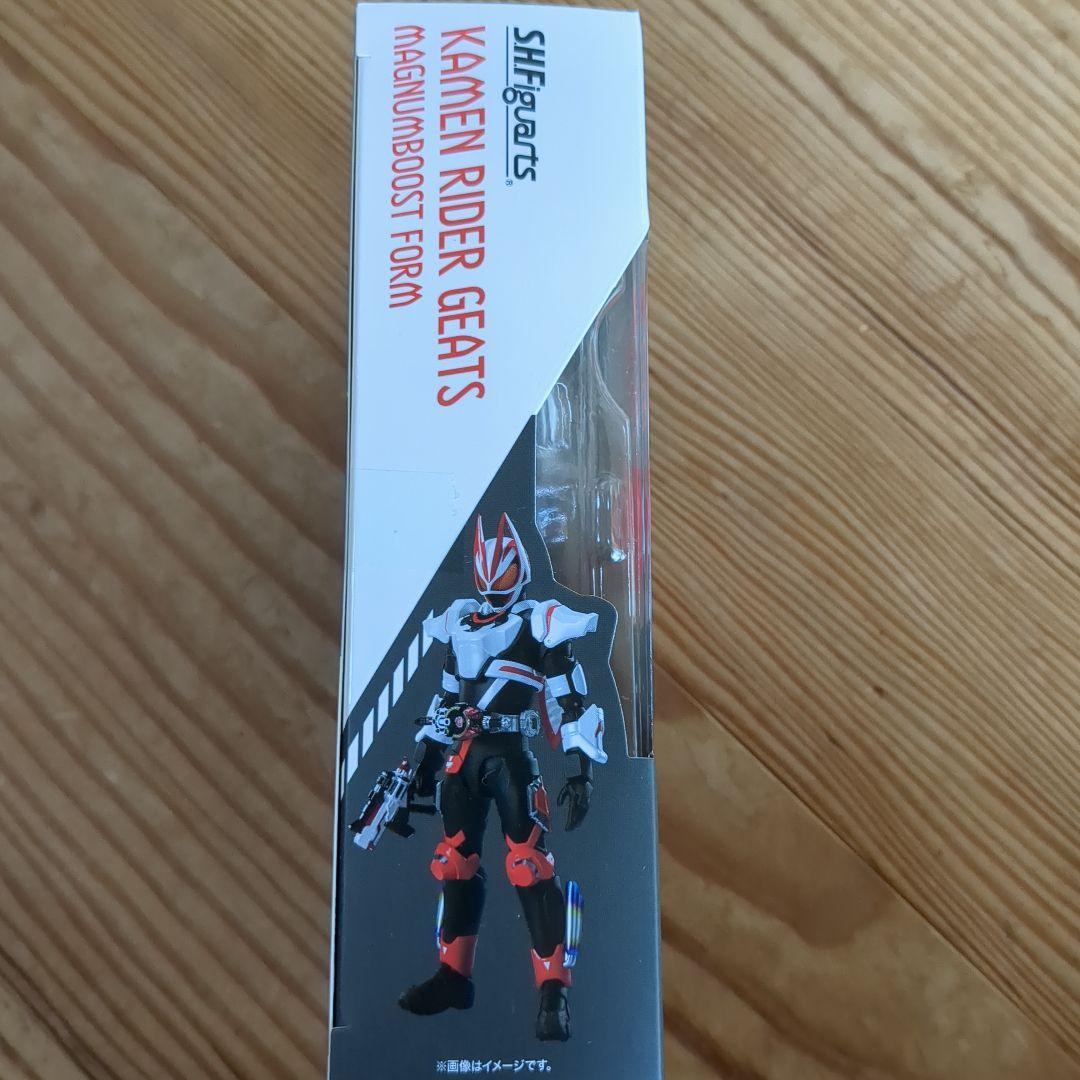 S.H.Figuarts®
KAMEN RIDER GEATS
MAGNUMBOOST FORM
※画像はイメージです。